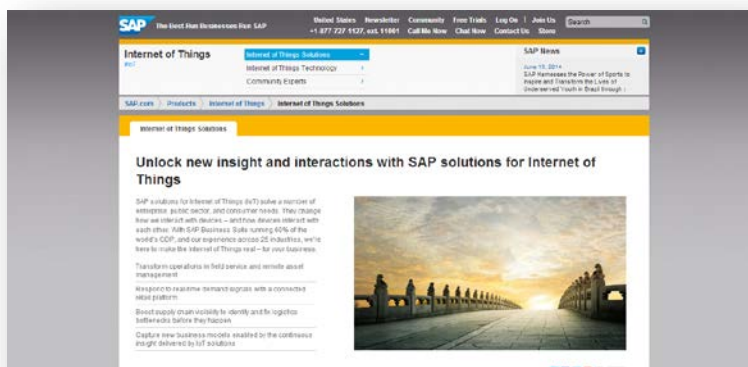 SAP The Best-Run Businesses Run SAP
United States Newsletter Community Free Trials Log On | Join Us
Search
+1-877-727-1127, ext. 11001 Call Me Now Chat Now Contact Us Store
Internet of Things
IoT
Internet of Things Solutions
Internet of Things Technology
Community Experts
SAP News
June 10, 2014
SAP Harnesses the Power of Sports to
Inspire and Transform the Lives of
Underserved Youth in Brazil through
SAP.com Products Internet of Things Internet of Things Solutions
Internet of Things Solutions
Unlock new insight and interactions with SAP solutions for Internet of
Things
SAP solutions for Internet of Things (IoT) solve a number of
enterprise, public sector, and consumer needs. They change
how we interact with devices – and how devices interact with
each other. With SAP Business Suite running 60% of the
world's GDP, and our experience across 25 industries, we're
here to make the Internet of Things real – for your business.
Transform operations in field service and remote asset
management
Respond to real-time demand signals with a connected
retail platform
Boost supply chain visibility to identify and fix logistics
bottlenecks before they happen
Capture new business models enabled by the continuous
insight delivered by IoT solutions